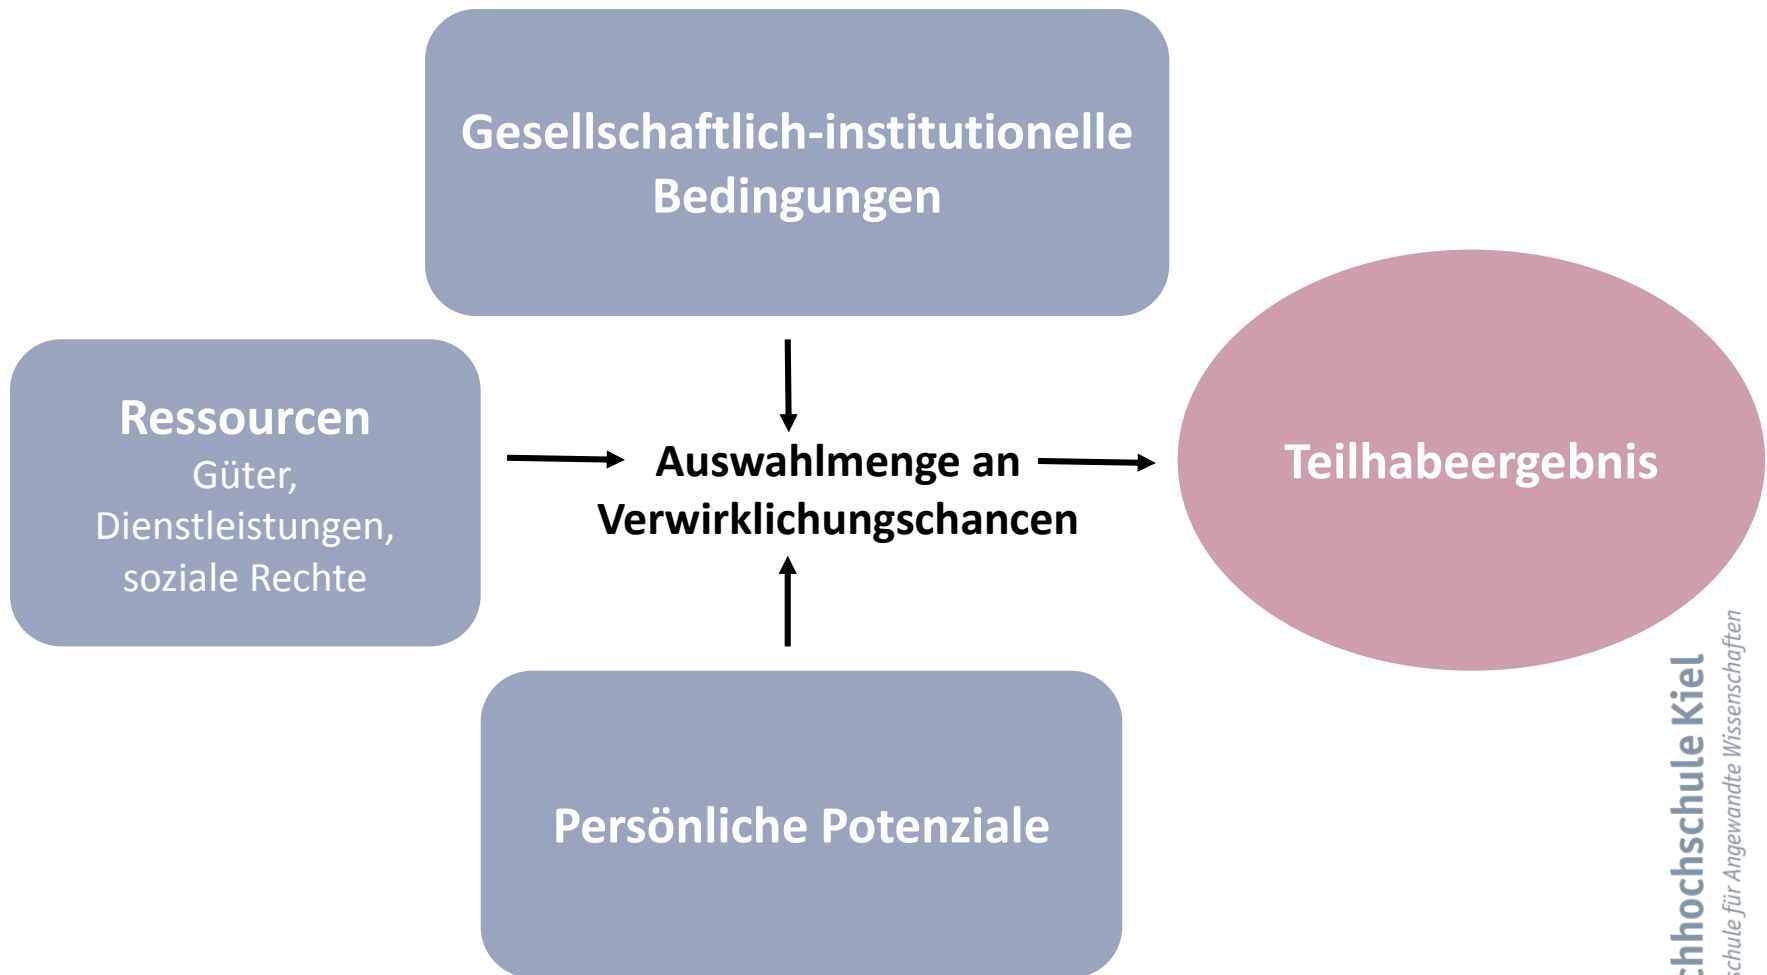 Gesellschaftlich-institutionelle
Bedingungen
Ressourcen
Güter,
Dienstleistungen,
soziale Rechte
Auswahlmenge an
Verwirklichungschancen
Teilhabeergebnis
Persönliche Potenziale
chhochschule Kiel
schule für Angewandte Wissenschaften